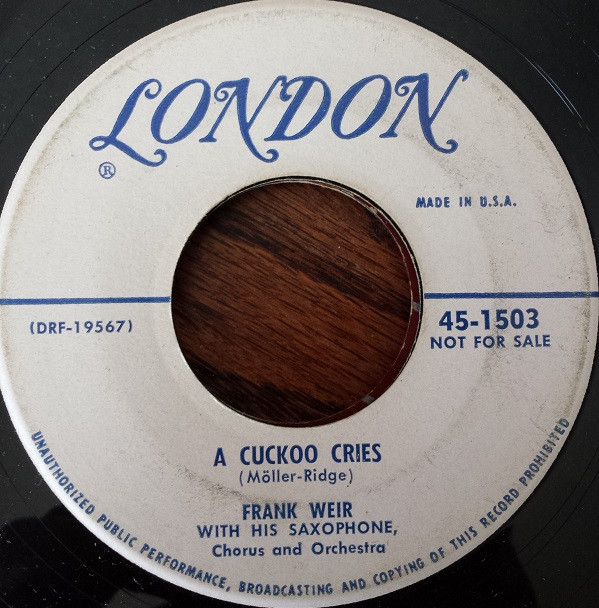 LONDON
®
MADE IN U.S.A.
(DRF-19567)
45-1503
NOT FOR SALE
A CUCKOO CRIES
(Möller-Ridge)
FRANK WEIR
WITH HIS SAXOPHONE,
Chorus and Orchestra
UNAUTHORIZED PUBLIC PERFORMANCE, BROADCASTING AND COPYING OF THIS RECORD PROHIBITED